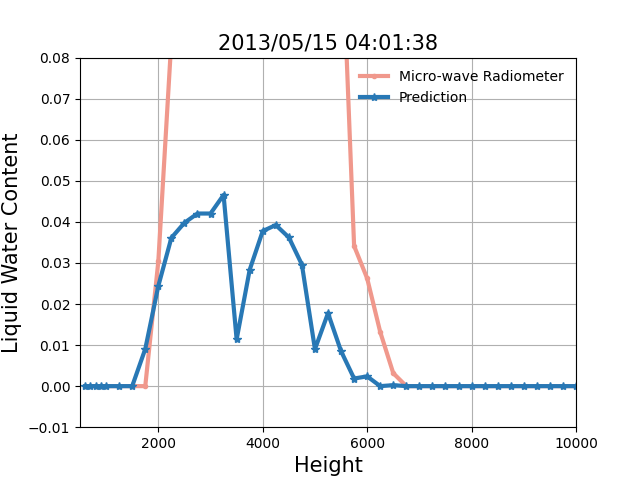 2013/05/15 04:01:38
0.08
0.07
0.06
0.05
0.04
0.03
0.02
0.01
0.00
−0.01
Liquid Water Content
Micro-wave Radiometer
Prediction
2000 4000 6000 8000 10000
Height